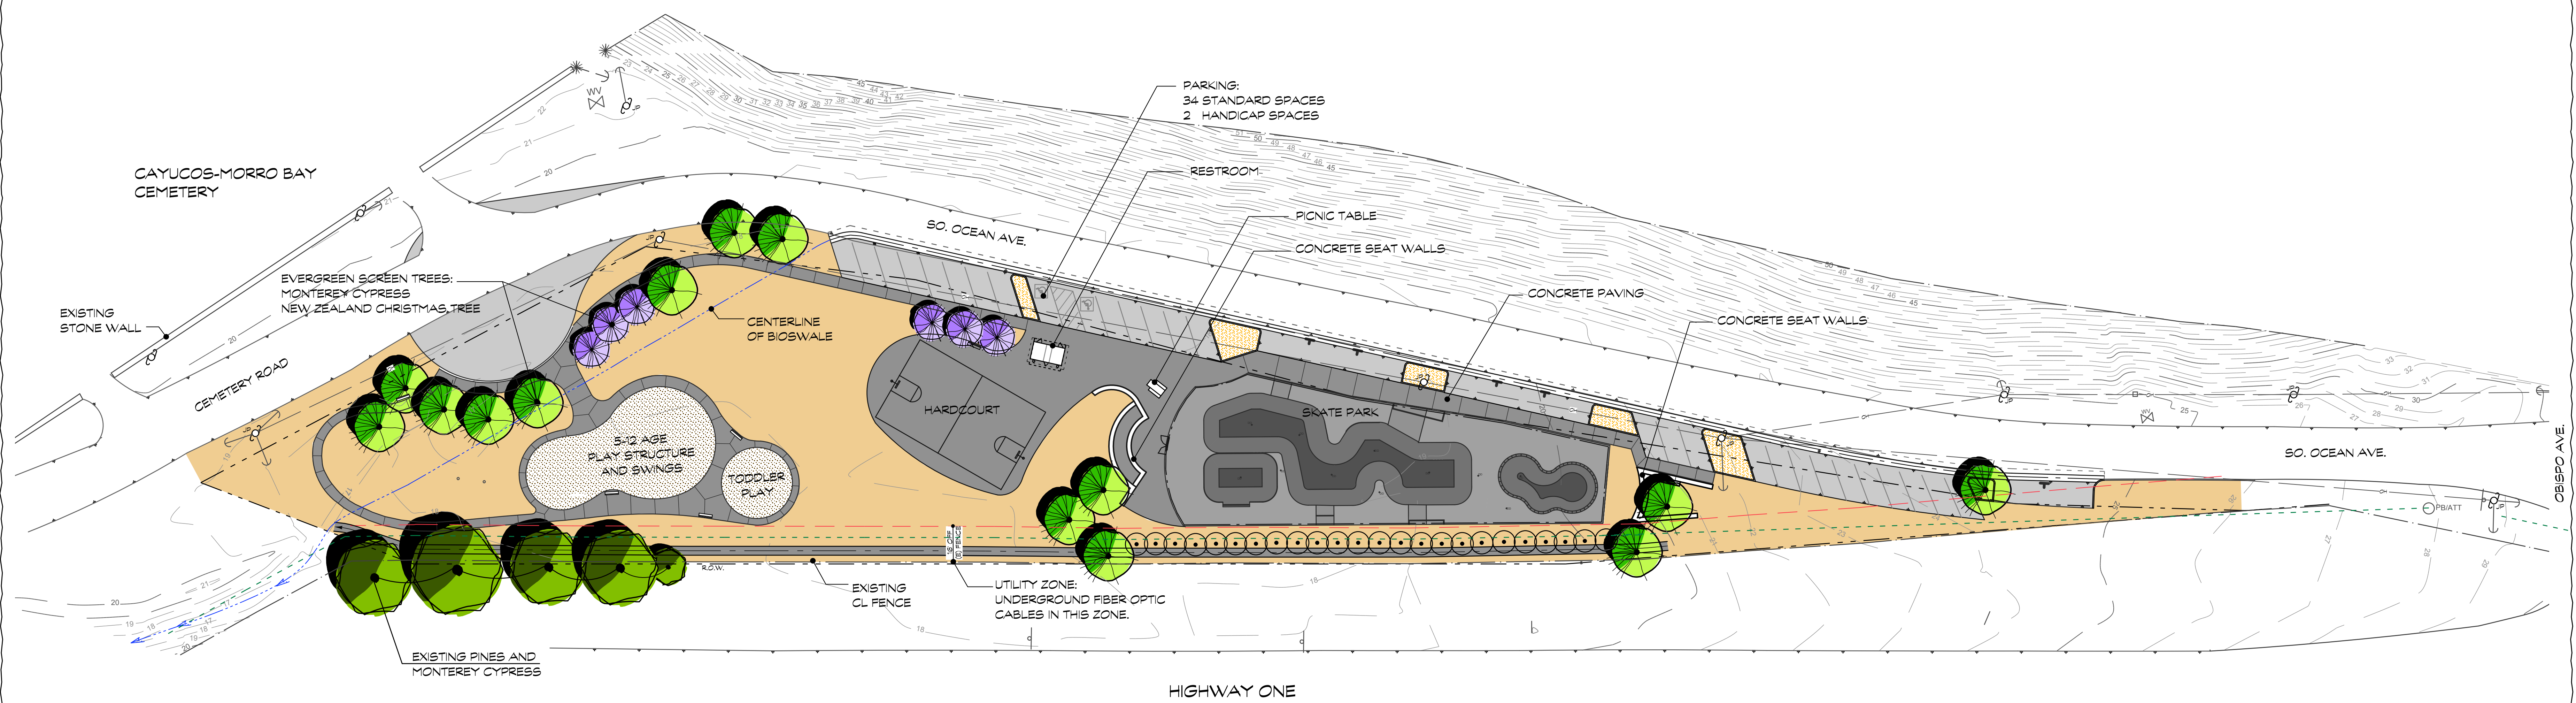 PARKING:
34 STANDARD SPACES
2 HANDICAP SPACES
RESTROOM
CAYUCOS-MORRO BAY
CEMETERY
PICNIC TABLE
SO. OCEAN AVE.
CONCRETE SEAT WALLS
EVERGREEN SCREEN TREES:
MONTEREY CYPRESS
NEW ZEALAND CHRISTMAS TREE
CONCRETE PAVING
EXISTING
STONE WALL
CENTERLINE
OF BIOSWALE
CONCRETE SEAT WALLS
CEMETERY ROAD
HARDCOURT
SKATE PARK
5-12 AGE
PLAY STRUCTURE
AND SWINGS
TODDLER
PLAY
SO. OCEAN AVE.
OBISPO AVE.
PB/ATT
R.O.W.
EXISTING
CL FENCE
UTILITY ZONE:
UNDERGROUND FIBER OPTIC
CABLES IN THIS ZONE.
EXISTING PINES AND
MONTEREY CYPRESS
HIGHWAY ONE